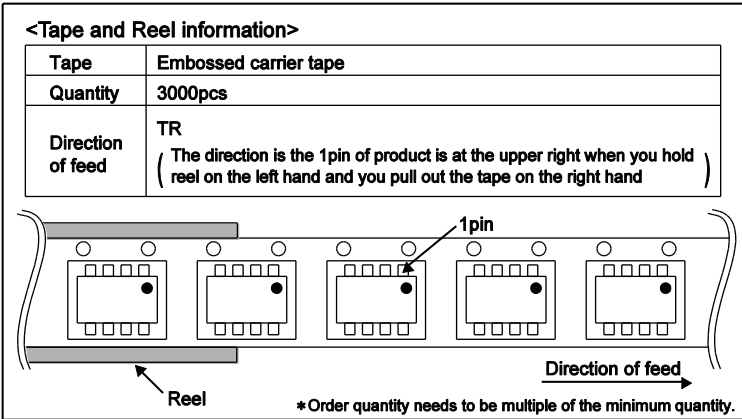 <Tape and Reel information>
Tape Embossed carrier tape
Quantity 3000pcs
Direction of feed TR
( The direction is the 1pin of product is at the upper right when you hold
reel on the left hand and you pull out the tape on the right hand )
1pin
Direction of feed
Reel
*Order quantity needs to be multiple of the minimum quantity.